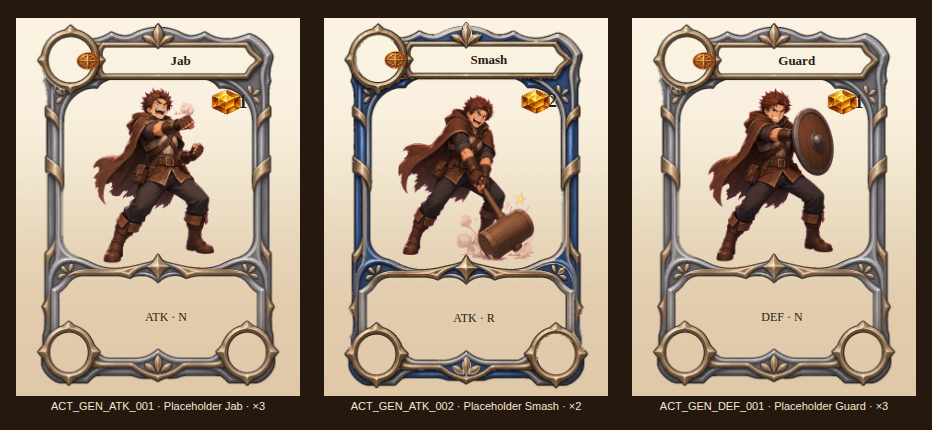 Jab
1
ATK · N
ACT_GEN_ATK_001 · Placeholder Jab · ×3
Smash
2
ATK · R
ACT_GEN_ATK_002 · Placeholder Smash · ×2
Guard
1
DEF · N
ACT_GEN_DEF_001 · Placeholder Guard · ×3